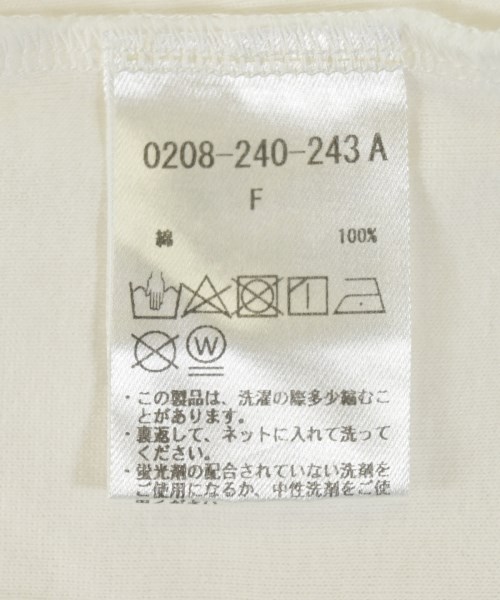 0208-240-243 A
F
綿 100%
W
・この製品は、洗濯の際多少縮むこ
とがあります。
・裏返して、ネットに入れて洗って
ください。
・蛍光剤の配合されていない洗剤を
ご使用になるか、中性洗剤をご使